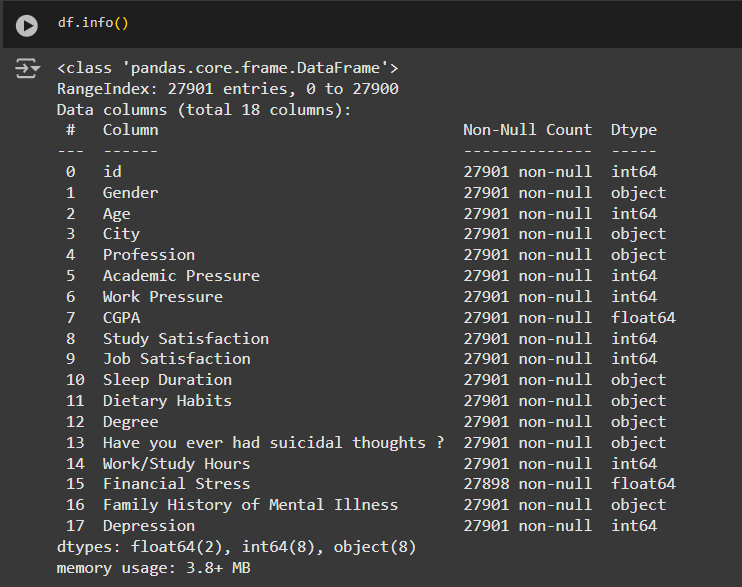 df.info()
<class 'pandas.core.frame.DataFrame'>
RangeIndex: 27901 entries, 0 to 27900
Data columns (total 18 columns):
 #   Column                                 Non-Null Count  Dtype
---  ------                                 --------------  -----
 0   id                                     27901 non-null  int64
 1   Gender                                 27901 non-null  object
 2   Age                                    27901 non-null  int64
 3   City                                   27901 non-null  object
 4   Profession                             27901 non-null  object
 5   Academic Pressure                      27901 non-null  int64
 6   Work Pressure                          27901 non-null  int64
 7   CGPA                                   27901 non-null  float64
 8   Study Satisfaction                     27901 non-null  int64
 9   Job Satisfaction                       27901 non-null  int64
 10  Sleep Duration                         27901 non-null  object
 11  Dietary Habits                         27901 non-null  object
 12  Degree                                 27901 non-null  object
 13  Have you ever had suicidal thoughts ?  27901 non-null  object
 14  Work/Study Hours                       27901 non-null  int64
 15  Financial Stress                       27898 non-null  float64
 16  Family History of Mental Illness       27901 non-null  object
 17  Depression                             27901 non-null  int64
dtypes: float64(2), int64(8), object(8)
memory usage: 3.8+ MB